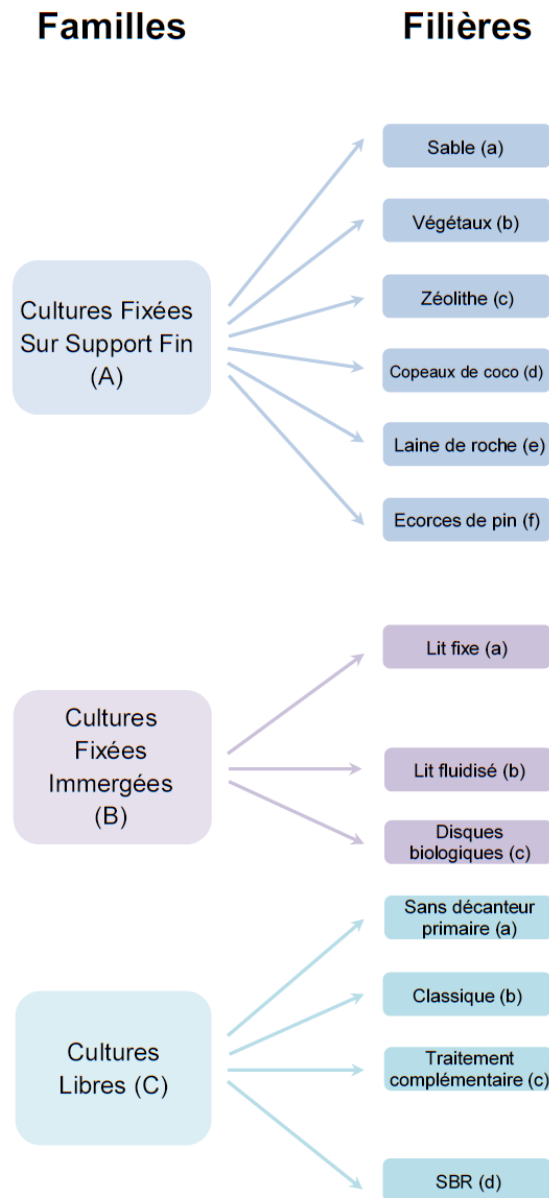 Familles
Filières
Sable (a)
Végétaux (b)
Zéolithe (c)
Cultures Fixées
Sur Support Fin
(A)
Copeaux de coco (d)
Laine de roche (e)
Ecorces de pin (f)
Lit fixe (a)
Cultures
Fixées
Immergées
(B)
Lit fluidisé (b)
Disques
biologiques (c)
Sans décanteur
primaire (a)
Classique (b)
Cultures
Libres (C)
Traitement
complémentaire (c)
SBR (d)